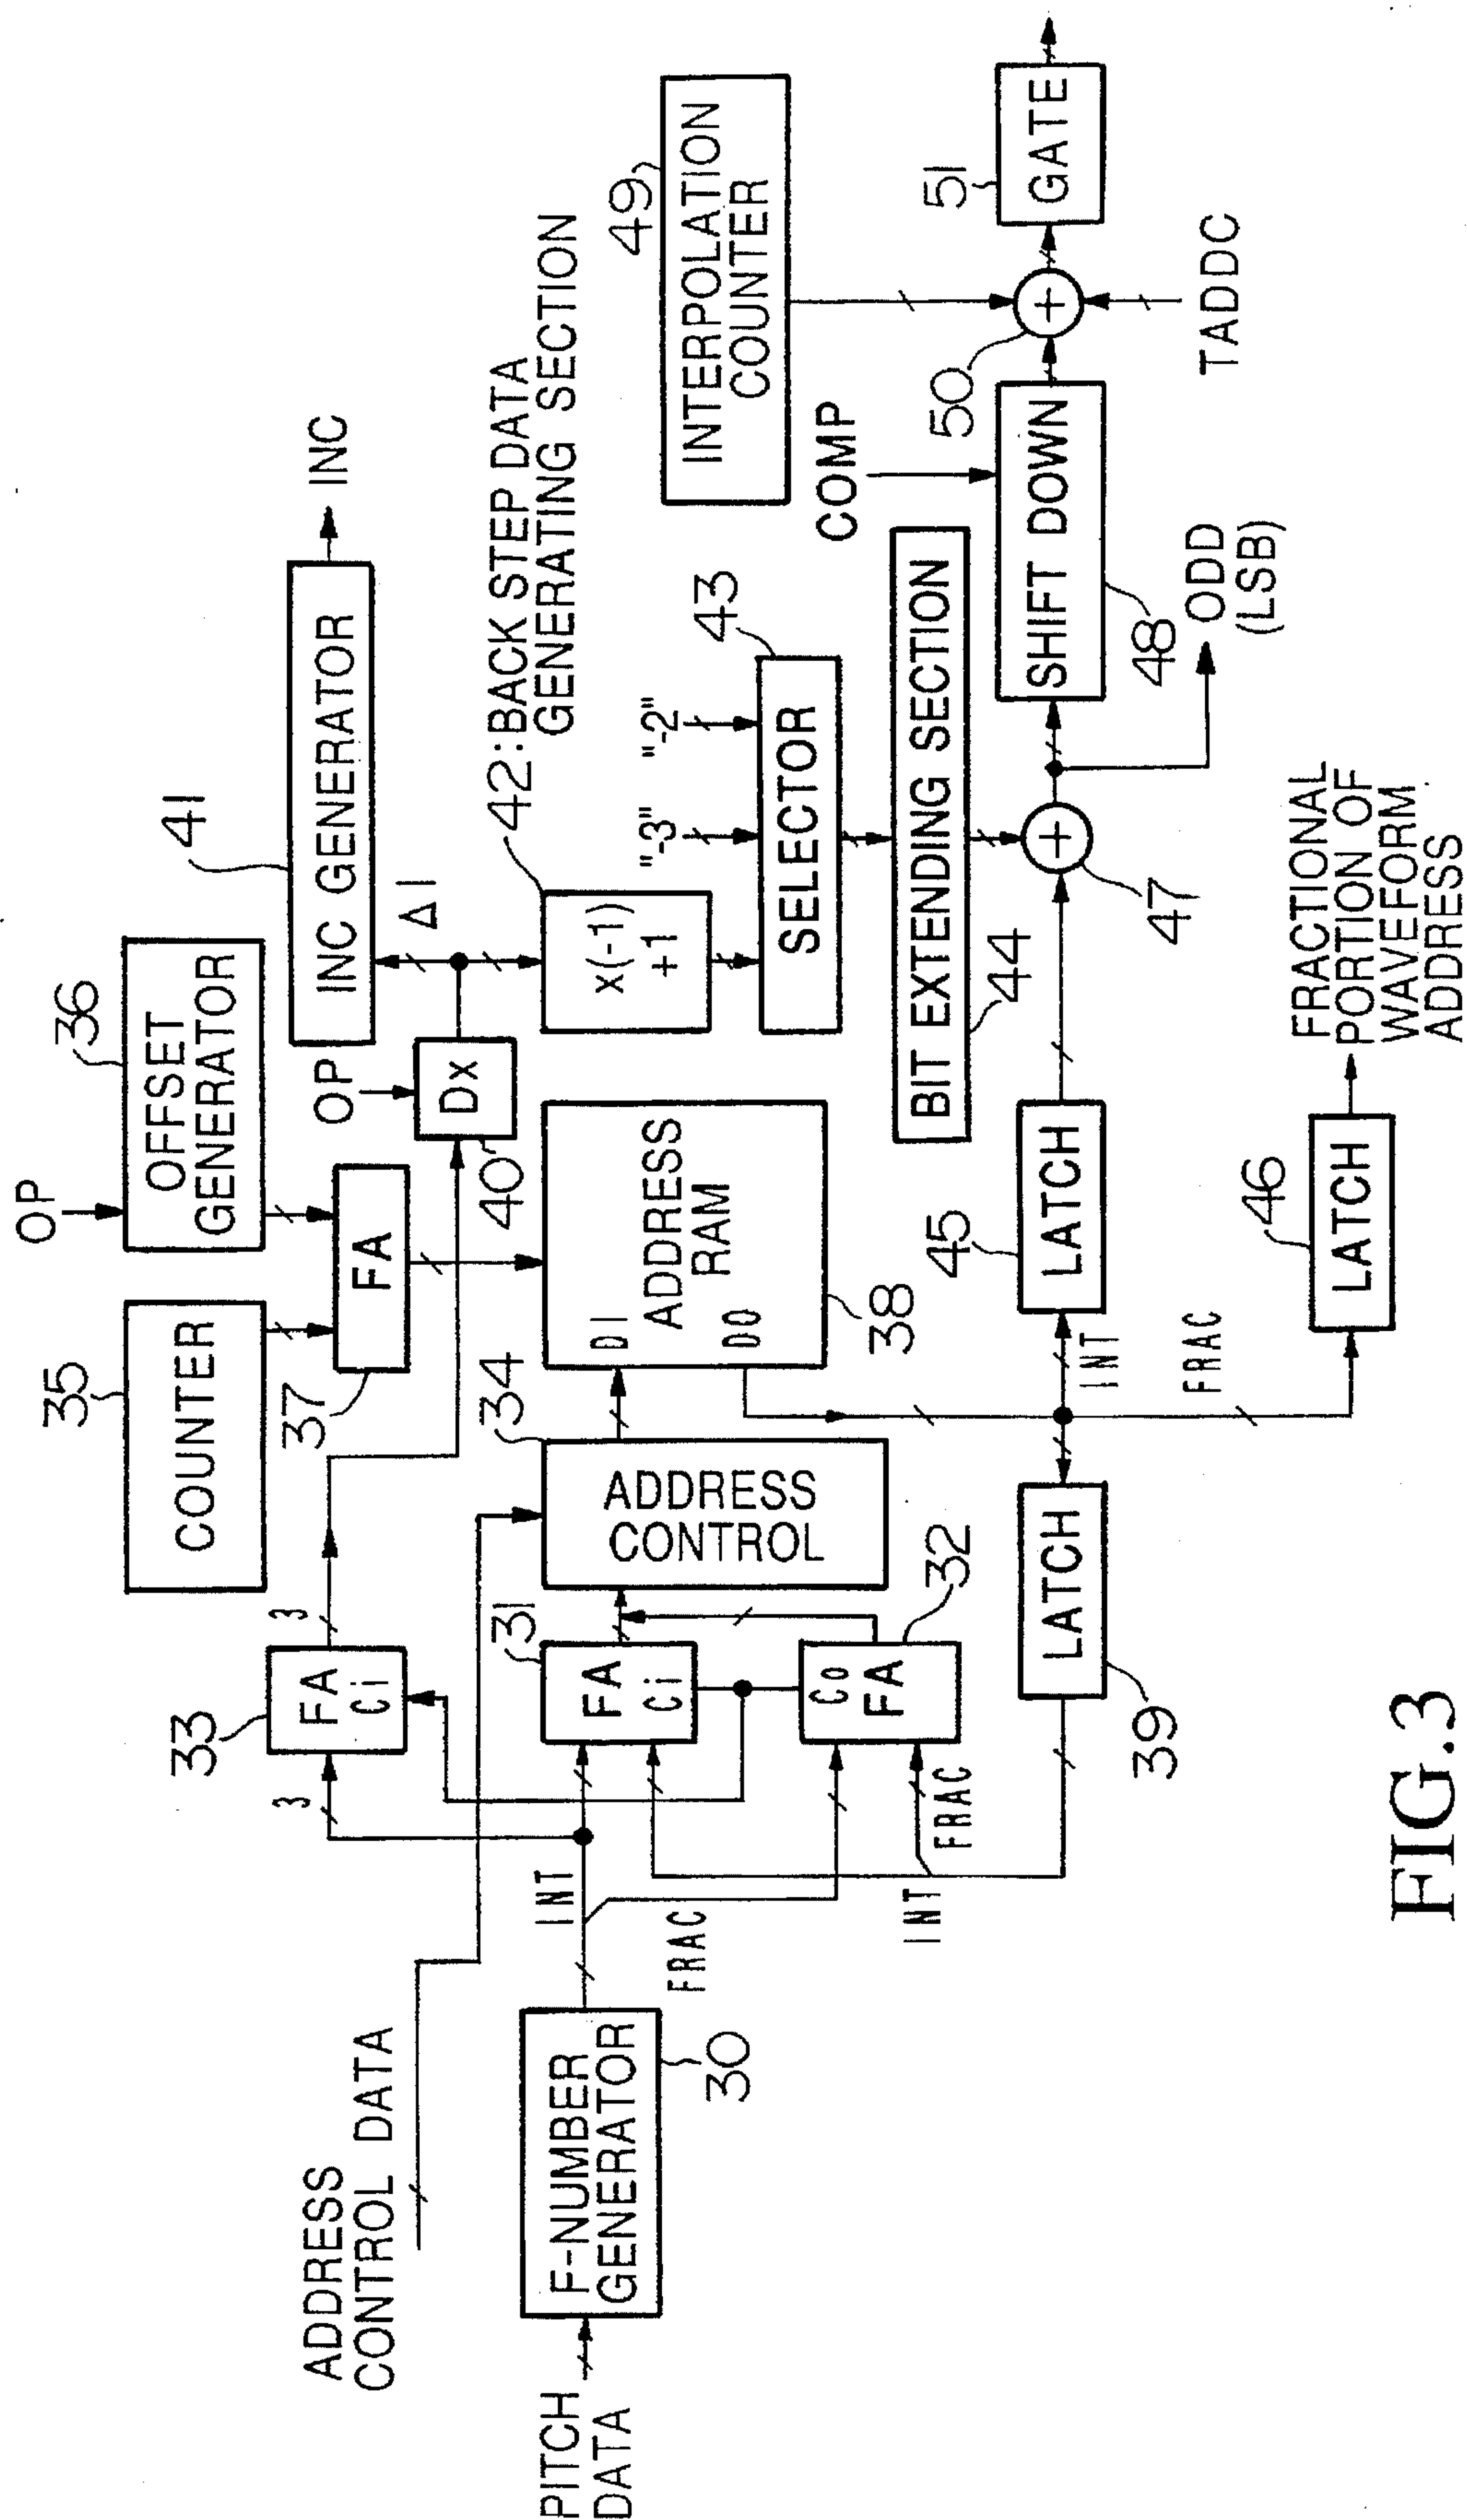 OP
35
COUNTER
36
OFFSET
GENERATOR
41
INC GENERATOR
INC
33
3
FA
Ci
3
37
FA
OP
40
Dx
Δ1
42:BACK STEP DATA
GENERATING SECTION
x(-1)
+1
"-3"
"-2"
43
SELECTOR
49
INTERPOLATION
COUNTER
ADDRESS
CONTROL DATA
PITCH
DATA
F-NUMBER
GENERATOR
30
INT
FRAC
31
FA
Ci
34
ADDRESS
CONTROL
DI
ADDRESS
RAM
DO
38
BIT EXTENDING SECTION
44
COMP
Co
FA
32
INT
FRAC
LATCH
39
INT
FRAC
45
LATCH
47
+
SHIFT DOWN
48
50
+
51
GATE
TADDC
ODD
(LSB)
46
LATCH
FRACTIONAL
PORTION OF
WAVEFORM
ADDRESS
FIG.3